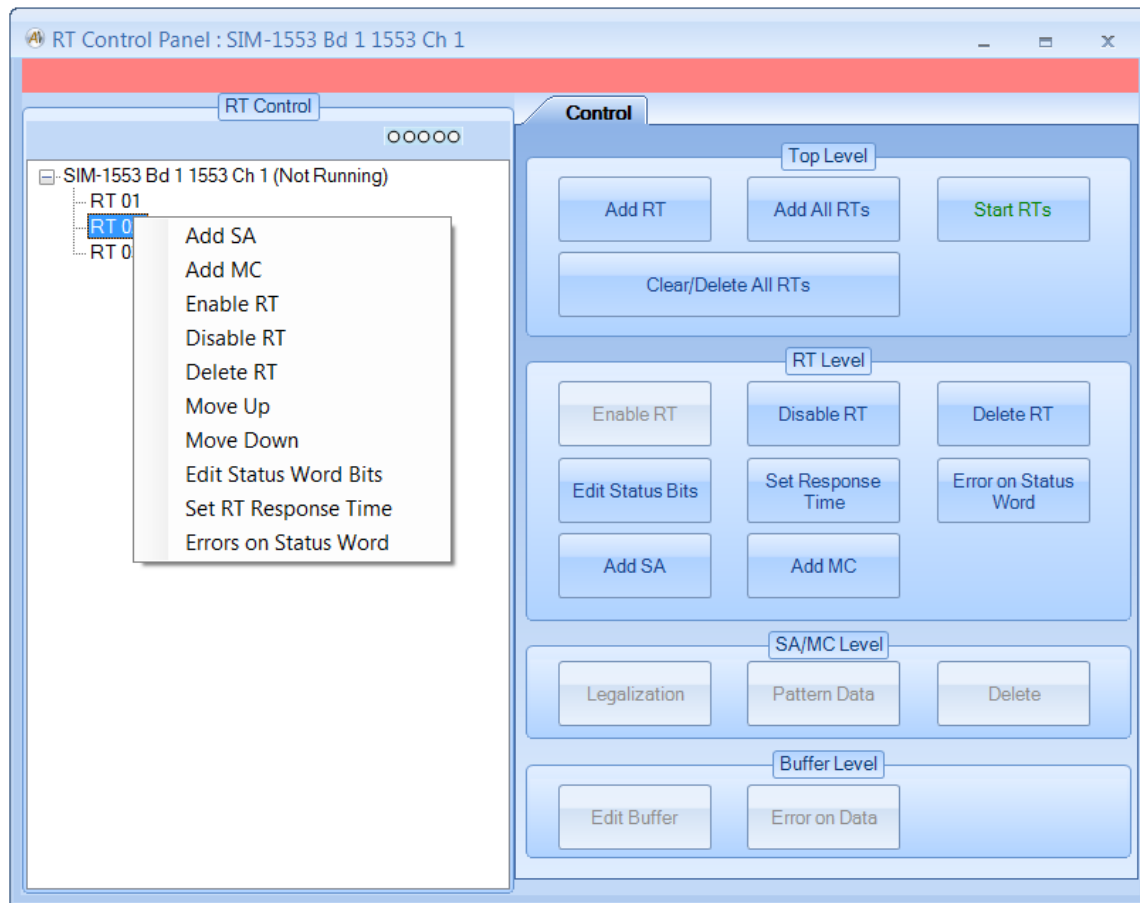 RT Control Panel : SIM-1553 Bd 1 1553 Ch 1
RT Control
SIM-1553 Bd 1 1553 Ch 1 (Not Running)
RT 01
RT 0
RT 0
Add SA
Add MC
Enable RT
Disable RT
Delete RT
Move Up
Move Down
Edit Status Word Bits
Set RT Response Time
Errors on Status Word
Control
Top Level
Add RT
Add All RTs
Start RTs
Clear/Delete All RTs
RT Level
Enable RT
Disable RT
Delete RT
Edit Status Bits
Set Response
Time
Error on Status
Word
Add SA
Add MC
SA/MC Level
Legalization
Pattern Data
Delete
Buffer Level
Edit Buffer
Error on Data